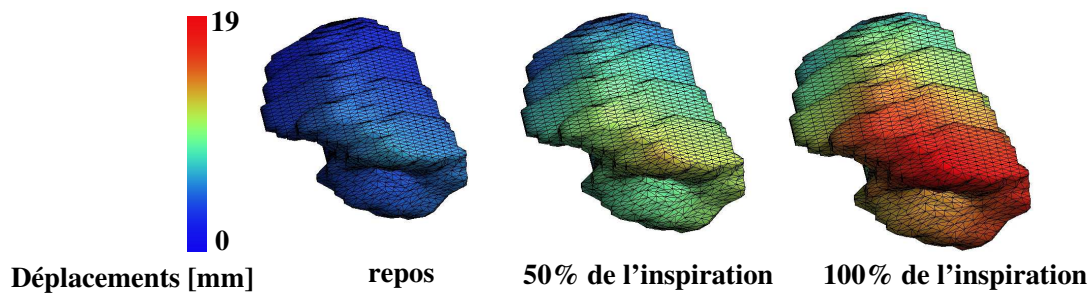 19
0
Déplacements [mm]
repos
50% de l'inspiration
100% de l'inspiration